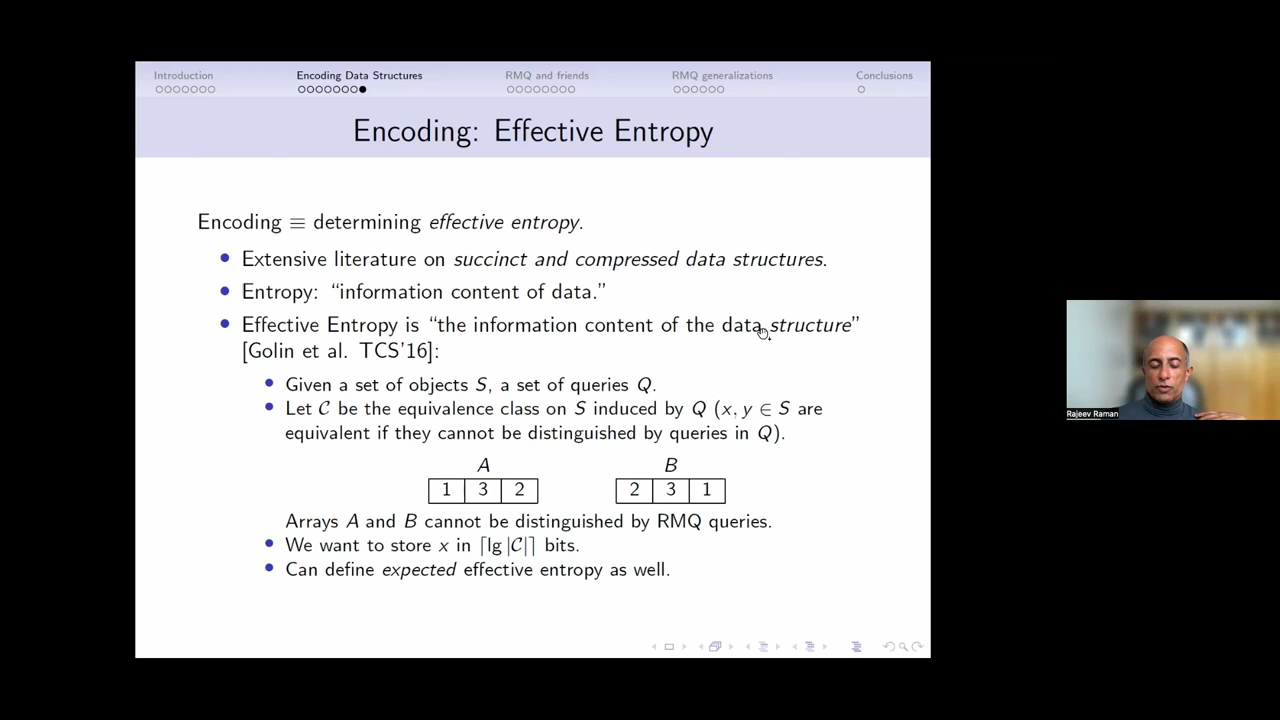 Introduction
Encoding Data Structures
RMQ and friends
RMQ generalizations
Conclusions
Encoding: Effective Entropy
Encoding ≡ determining effective entropy.
Extensive literature on succinct and compressed data structures.
Entropy: “information content of data.”
Effective Entropy is “the information content of the data structure”
[Golin et al. TCS’16]:
Given a set of objects S, a set of queries Q.
Let 𝒞 be the equivalence class on S induced by Q (x, y ∈ S are
equivalent if they cannot be distinguished by queries in Q).
A B
1 3 2 2 3 1
Arrays A and B cannot be distinguished by RMQ queries.
We want to store x in ⌈lg |𝒞|⌉ bits.
Can define expected effective entropy as well.
Rajeev Raman